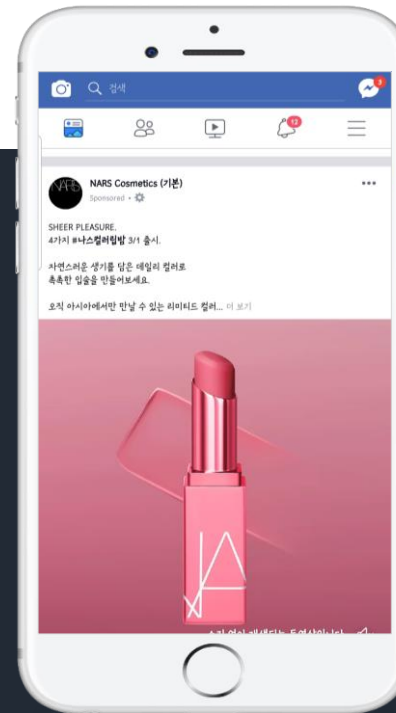 검색
3
12
NARS
NARS Cosmetics (기본)
Sponsored •
SHEER PLEASURE.
4가지 #나스컬러립밤 3/1 출시.
자연스러운 생기를 담은 데일리 컬러로
촉촉한 입술을 만들어보세요.
오직 아시아에서만 만날 수 있는 리미티드 컬러... 더 보기